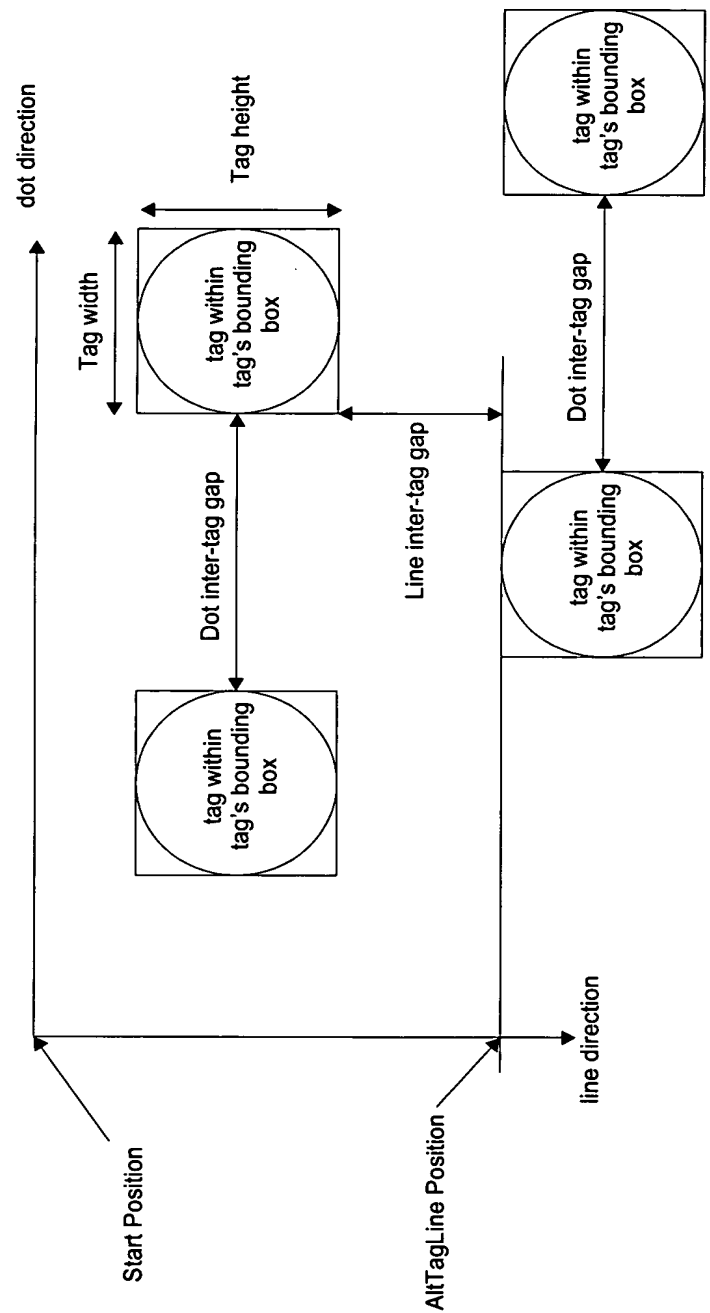 dot direction
Tag height
Tag width
tag within
tag's bounding
box
tag within
tag's bounding
box
Dot inter-tag gap
Start Position
Line inter-tag gap
tag within
tag's bounding
box
Dot inter-tag gap
tag within
tag's bounding
box
AltTagLine Position
line direction